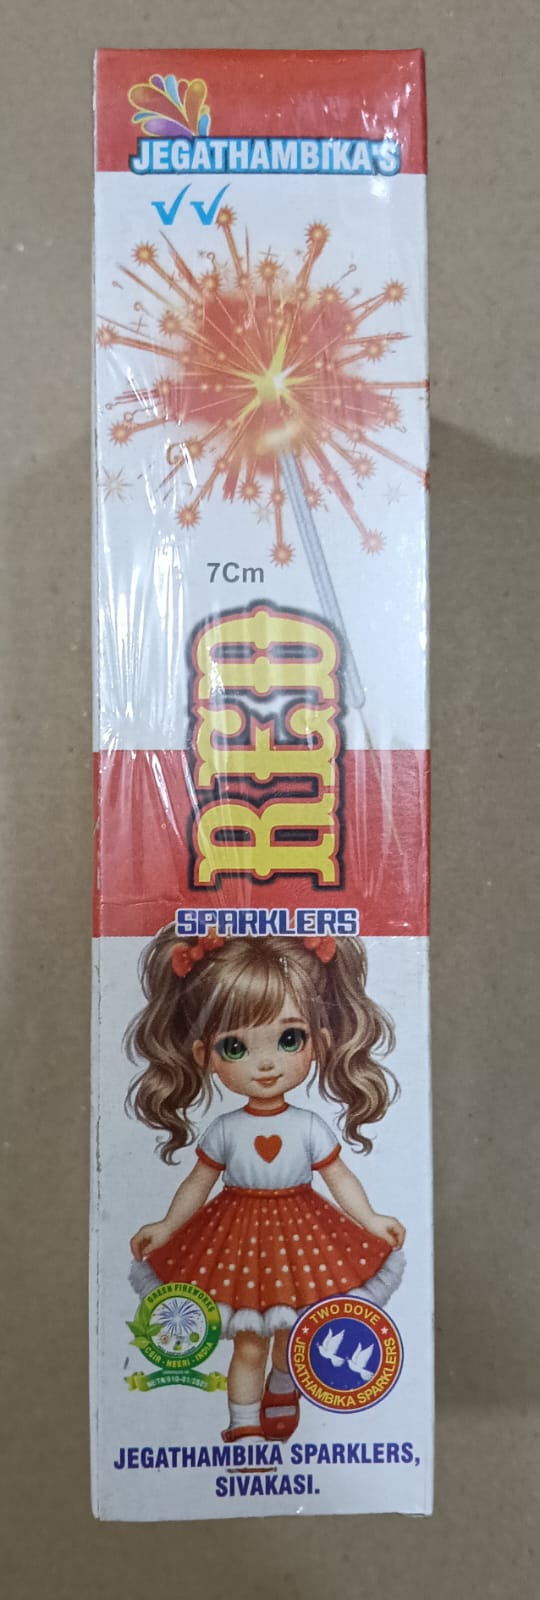 JEGATHAMBIKA'S
7Cm
RED
SPARKLERS
GREEN FIREWORKS
CSIR - NEERI - INDIA
TWO DOVE
JEGATHAMBIKA SPARKLERS
JEGATHAMBIKA SPARKLERS,
SIVAKASI.